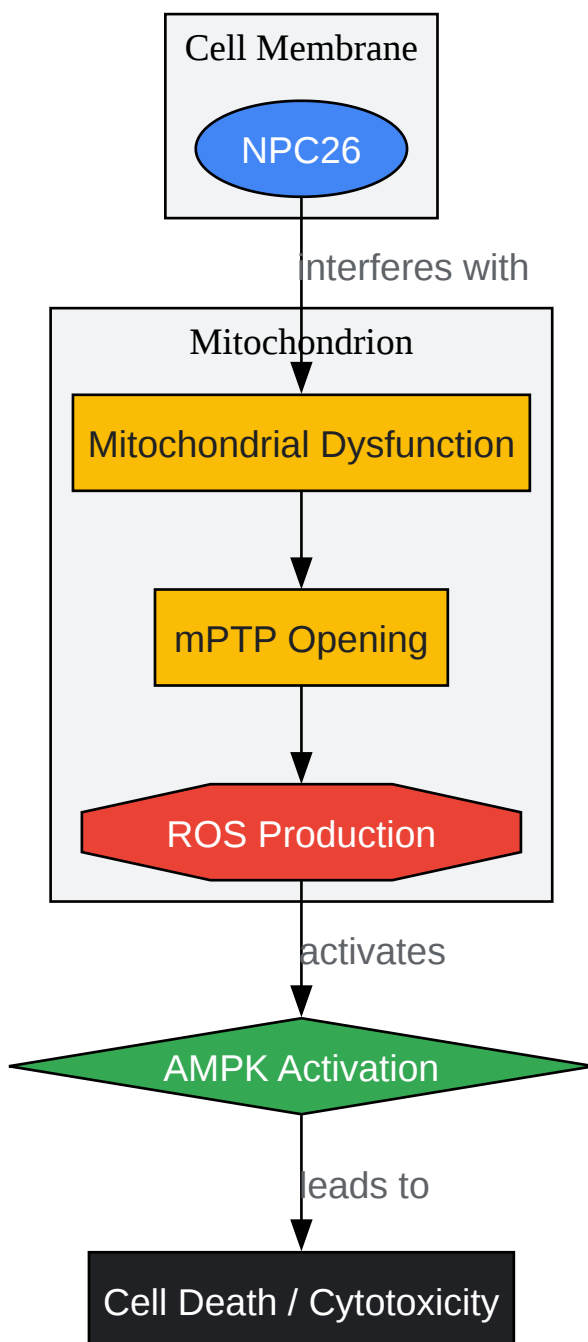 Cell Membrane
NPC26
interferes with
Mitochondrion
Mitochondrial Dysfunction
mPTP Opening
ROS Production
activates
AMPK Activation
leads to
Cell Death / Cytotoxicity